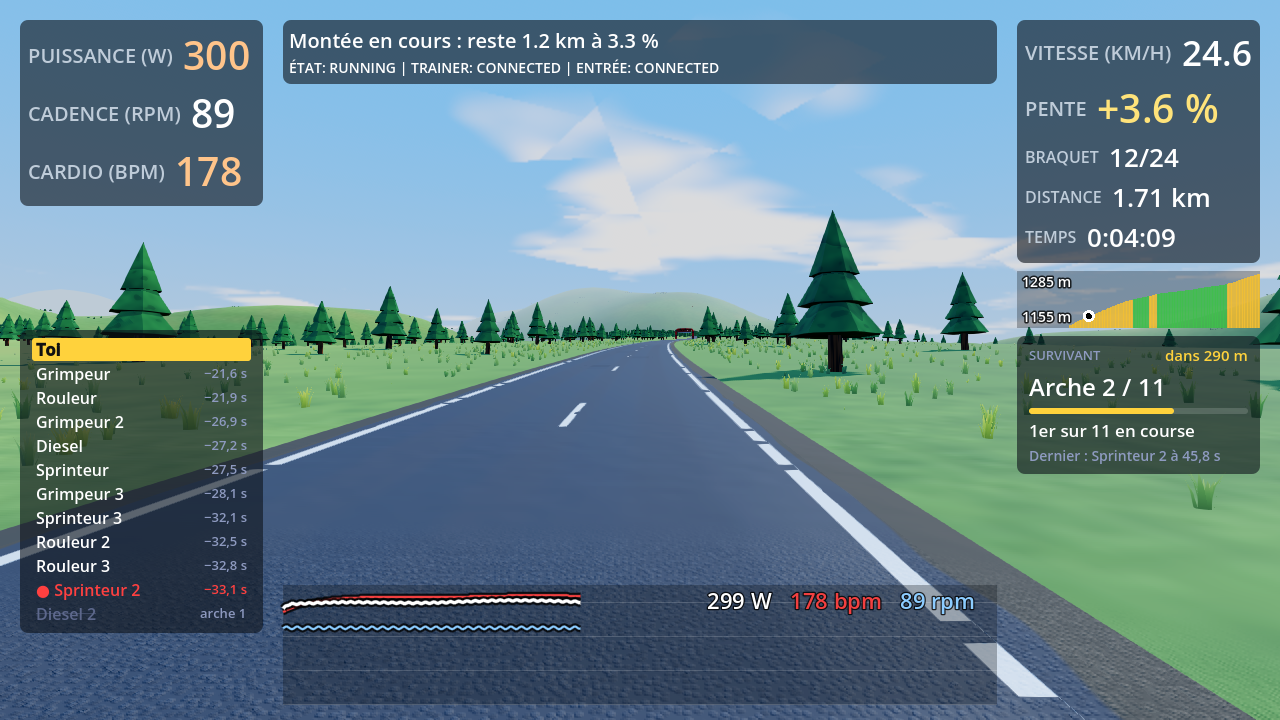 PUISSANCE (W) 300
CADENCE (RPM) 89
CARDIO (BPM) 178
Montée en cours : reste 1.2 km à 3.3 %
ÉTAT: RUNNING | TRAINER: CONNECTED | ENTRÉE: CONNECTED
VITESSE (KM/H) 24.6
PENTE +3.6 %
BRAQUET 12/24
DISTANCE 1.71 km
TEMPS 0:04:09
1285 m
1155 m
SURVIVANT dans 290 m
Arche 2 / 11
1er sur 11 en course
Dernier : Sprinteur 2 à 45,8 s
Toi
Grimpeur −21,6 s
Rouleur −21,9 s
Grimpeur 2 −26,9 s
Diesel −27,2 s
Sprinteur −27,5 s
Grimpeur 3 −28,1 s
Sprinteur 3 −32,1 s
Rouleur 2 −32,5 s
Rouleur 3 −32,8 s
Sprinteur 2 −33,1 s
Diesel 2 arche 1
299 W 178 bpm 89 rpm